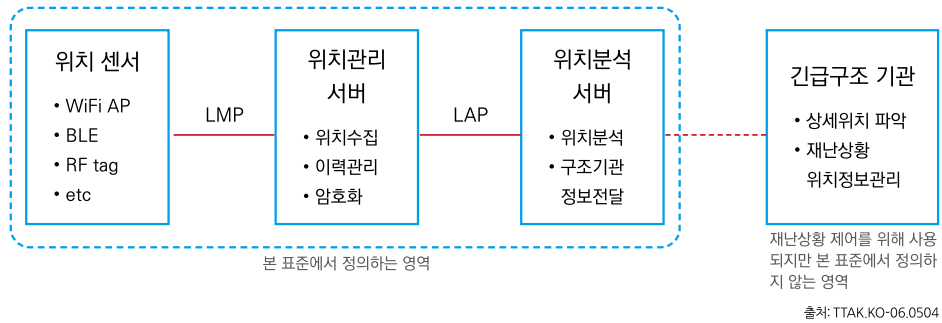 위치 센서
• WiFi AP
• BLE
• RF tag
• etc
LMP
위치관리
서버
• 위치수집
• 이력관리
• 암호화
LAP
위치분석
서버
• 위치분석
• 구조기관
정보전달
긴급구조 기관
• 상세위치 파악
• 재난상황
위치정보관리
본 표준에서 정의하는 영역
재난상황 제어를 위해 사용
되지만 본 표준에서 정의하
지 않는 영역
출처: TTAK.KO-06.0504